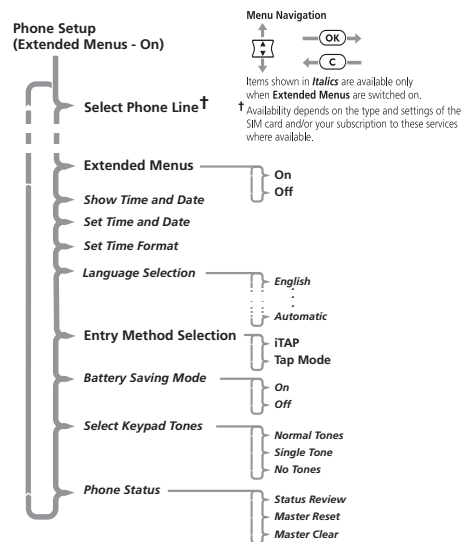 Phone Setup
(Extended Menus - On)
Menu Navigation
OK
C
Items shown in Italics are available only
when Extended Menus are switched on.
† Availability depends on the type and settings of the
SIM card and/or your subscription to these services
where available.
Select Phone Line†
Extended Menus
On
Off
Show Time and Date
Set Time and Date
Set Time Format
Language Selection
English
Automatic
Entry Method Selection
iTAP
Tap Mode
Battery Saving Mode
On
Off
Select Keypad Tones
Normal Tones
Single Tone
No Tones
Phone Status
Status Review
Master Reset
Master Clear